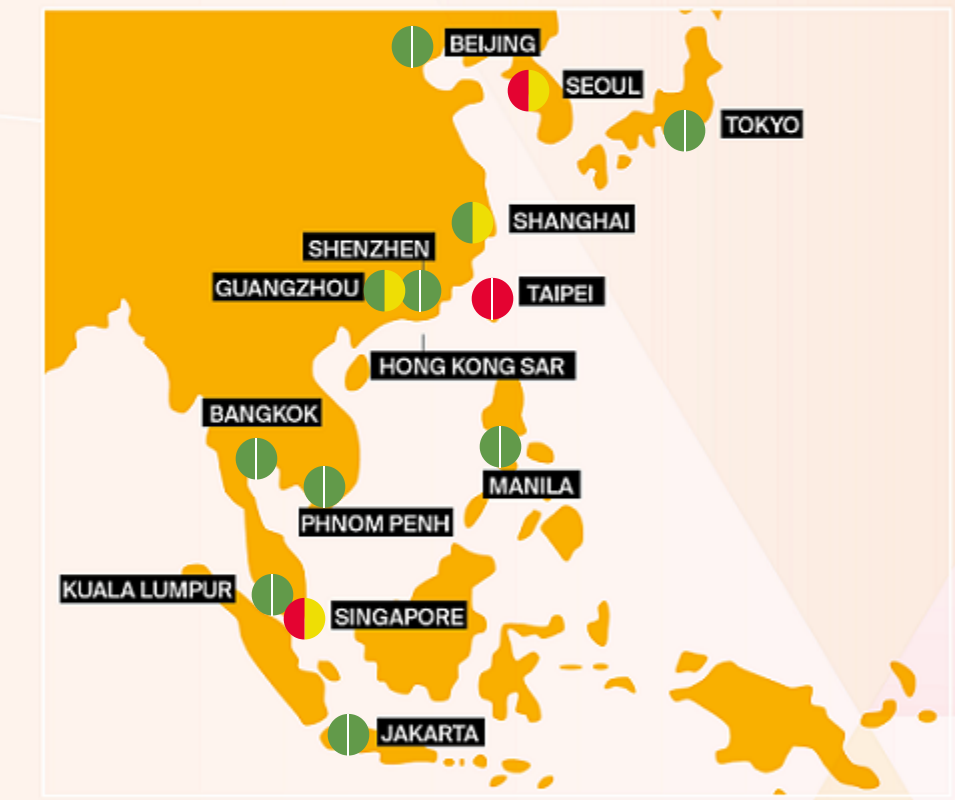 BEIJING
SEOUL
TOKYO
SHANGHAI
SHENZHEN
GUANGZHOU
TAIPEI
HONG KONG SAR
BANGKOK
MANILA
PHNOM PENH
KUALA LUMPUR
SINGAPORE
JAKARTA